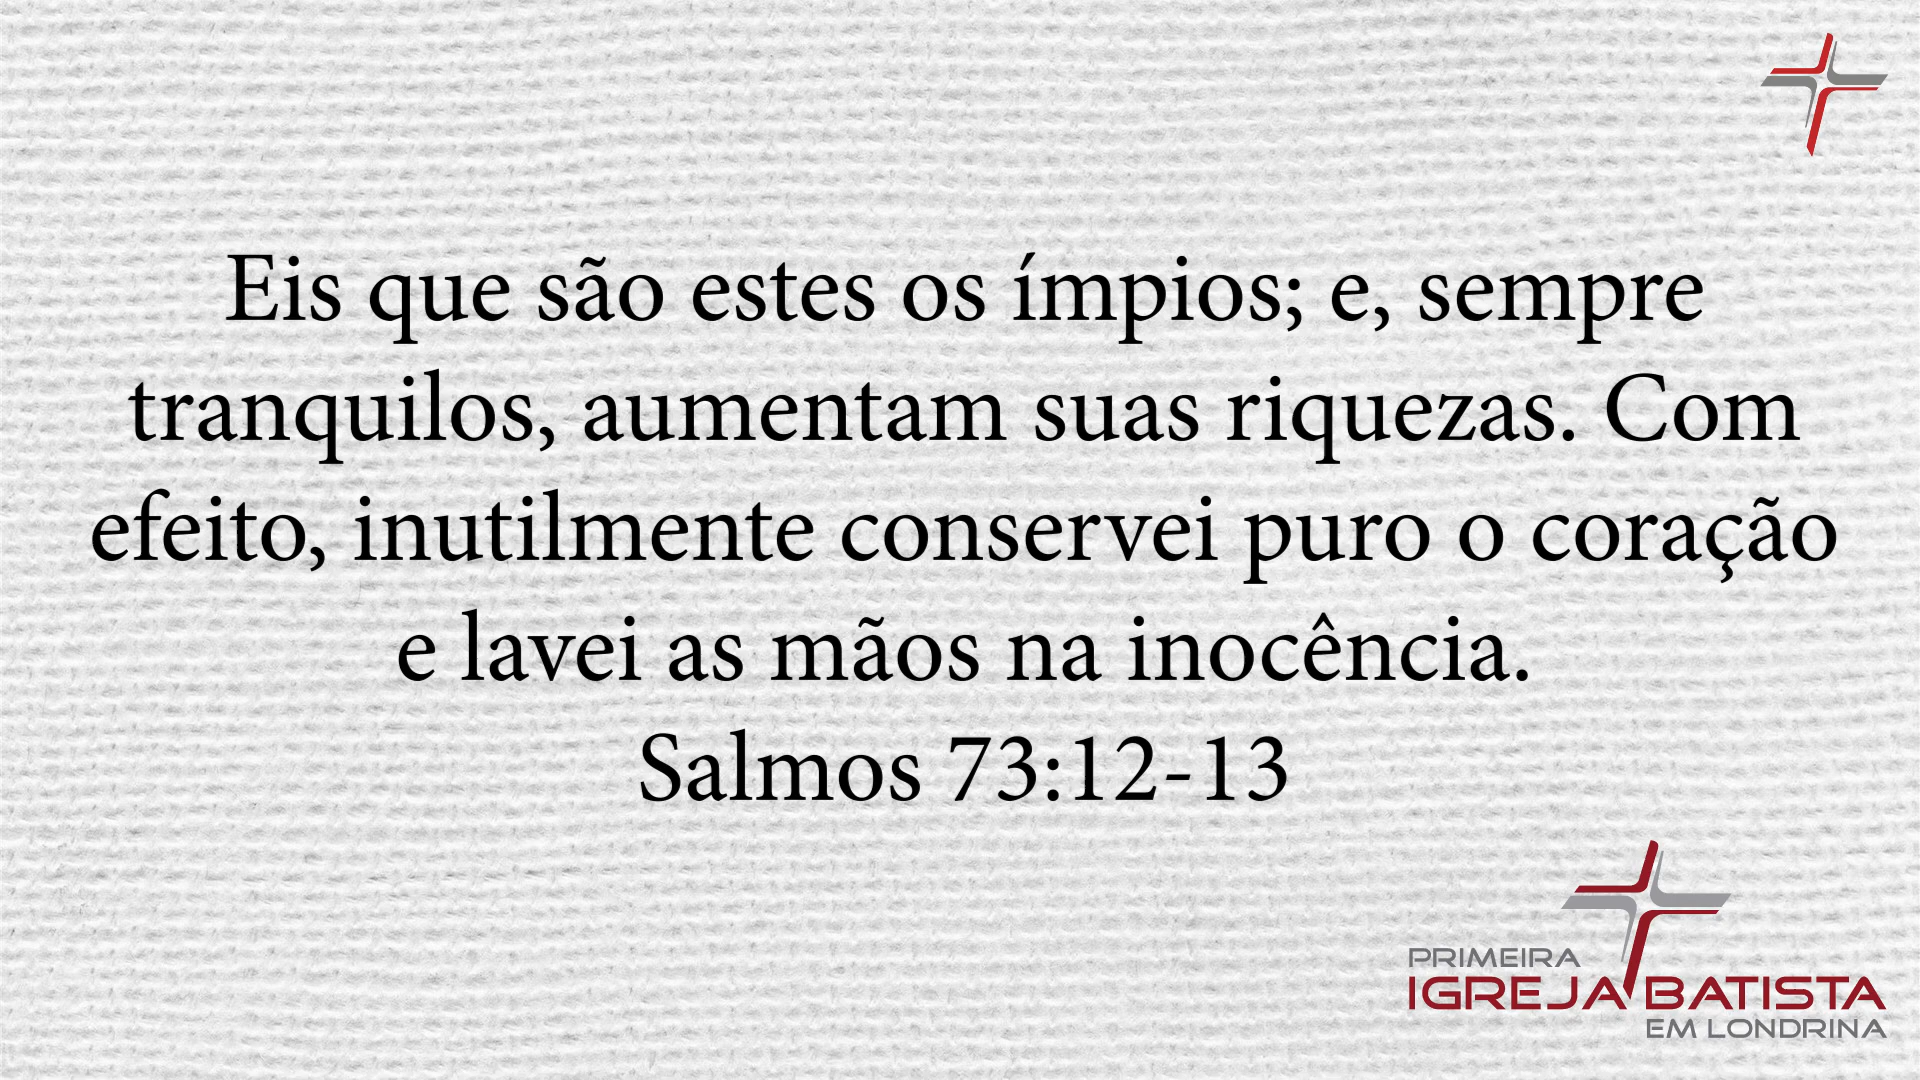 Eis que são estes os ímpios; e, sempre
tranquilos, aumentam suas riquezas. Com
efeito, inutilmente conservei puro o coração
e lavei as mãos na inocência.
Salmos 73:12-13
PRIMEIRA
IGREJA BATISTA
EM LONDRINA